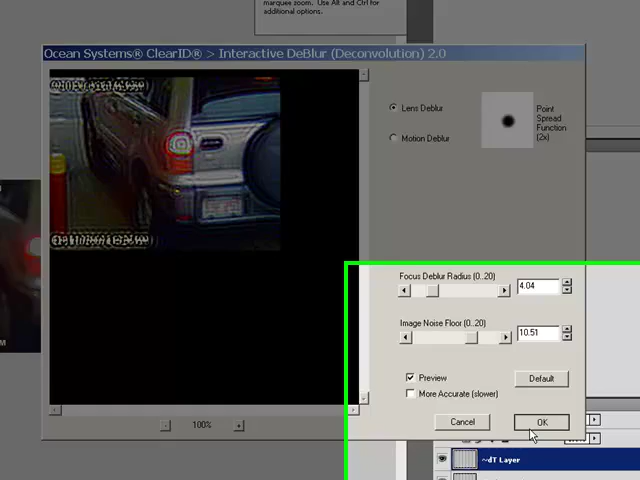 marquee zoom. Use Alt and Ctrl for
additional options.
Ocean Systems® ClearID® > Interactive DeBlur (Deconvolution) 2.0
Lens Deblur
Motion Deblur
Point
Spread
Function
(2x)
Focus Deblur Radius (0..20)
4.04
Image Noise Floor (0..20)
10.51
Preview
Default
More Accurate (slower)
Cancel
OK
- 100% +
~dT Layer
M